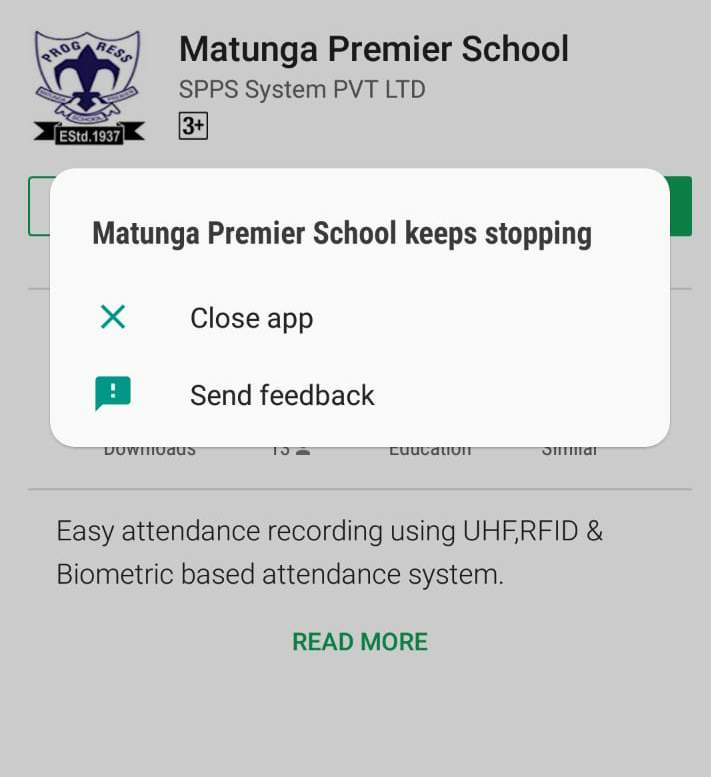 PROGRESS
Matunga Premier School
SPPS System PVT LTD
EStd.1937
3+
Matunga Premier School keeps stopping
Close app
Send feedback
Downloads 13 Education Similar
Easy attendance recording using UHF,RFID &
Biometric based attendance system.
READ MORE